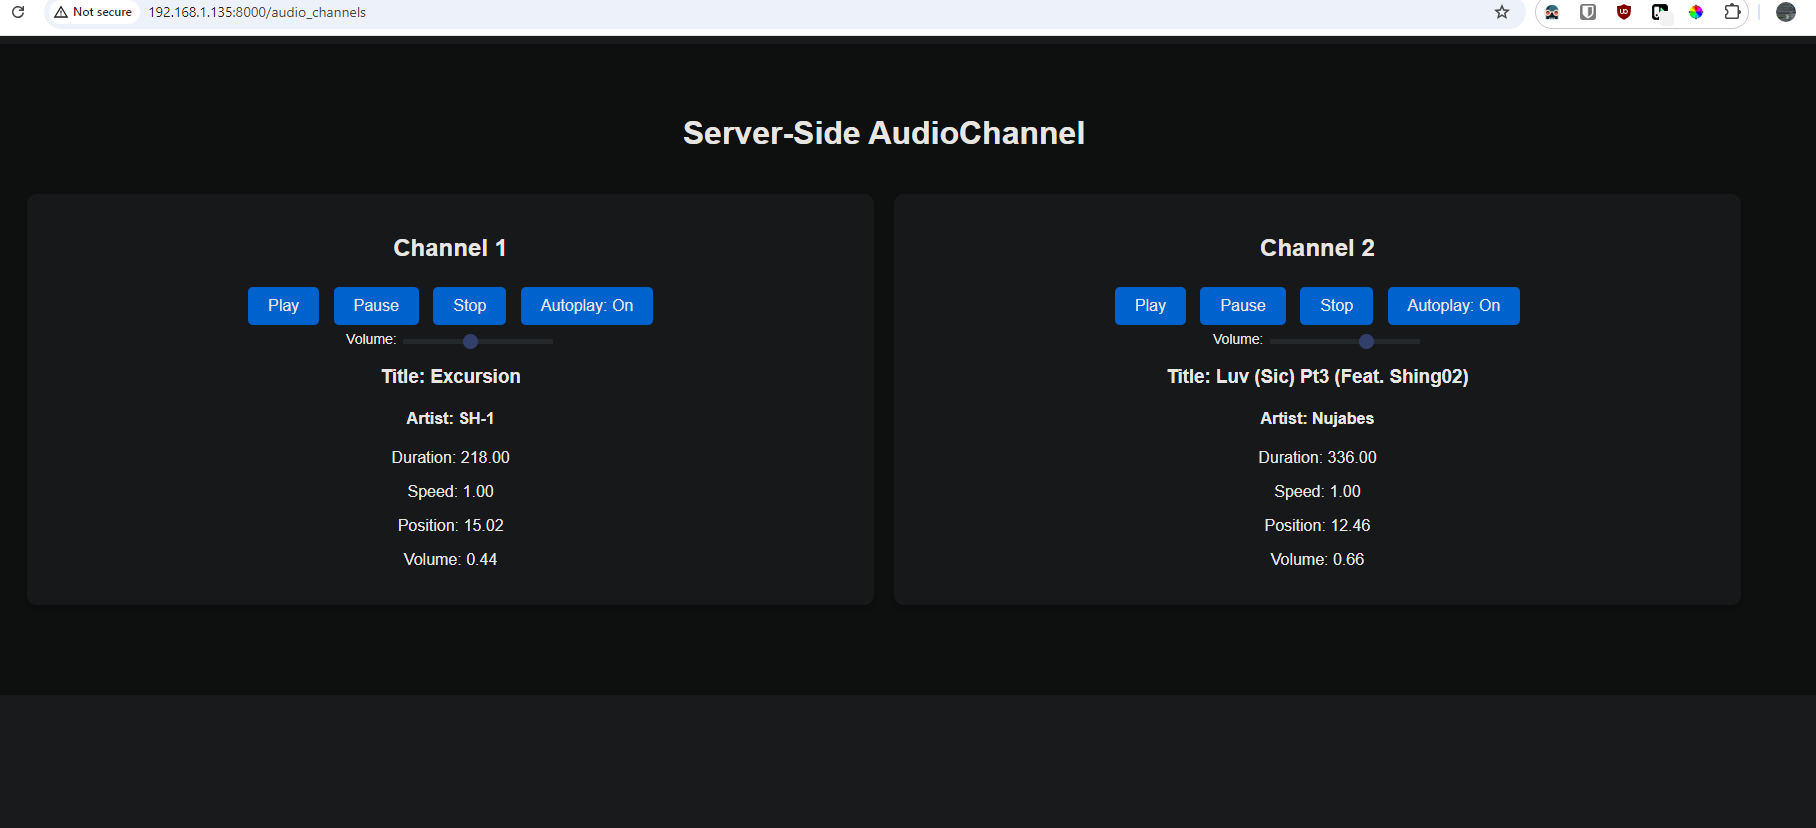 Not secure 192.168.1.135:8000/audio_channels
Server-Side AudioChannel
Channel 1
Play Pause Stop Autoplay: On
Volume:
Title: Excursion
Artist: SH-1
Duration: 218.00
Speed: 1.00
Position: 15.02
Volume: 0.44
Channel 2
Play Pause Stop Autoplay: On
Volume:
Title: Luv (Sic) Pt3 (Feat. Shing02)
Artist: Nujabes
Duration: 336.00
Speed: 1.00
Position: 12.46
Volume: 0.66